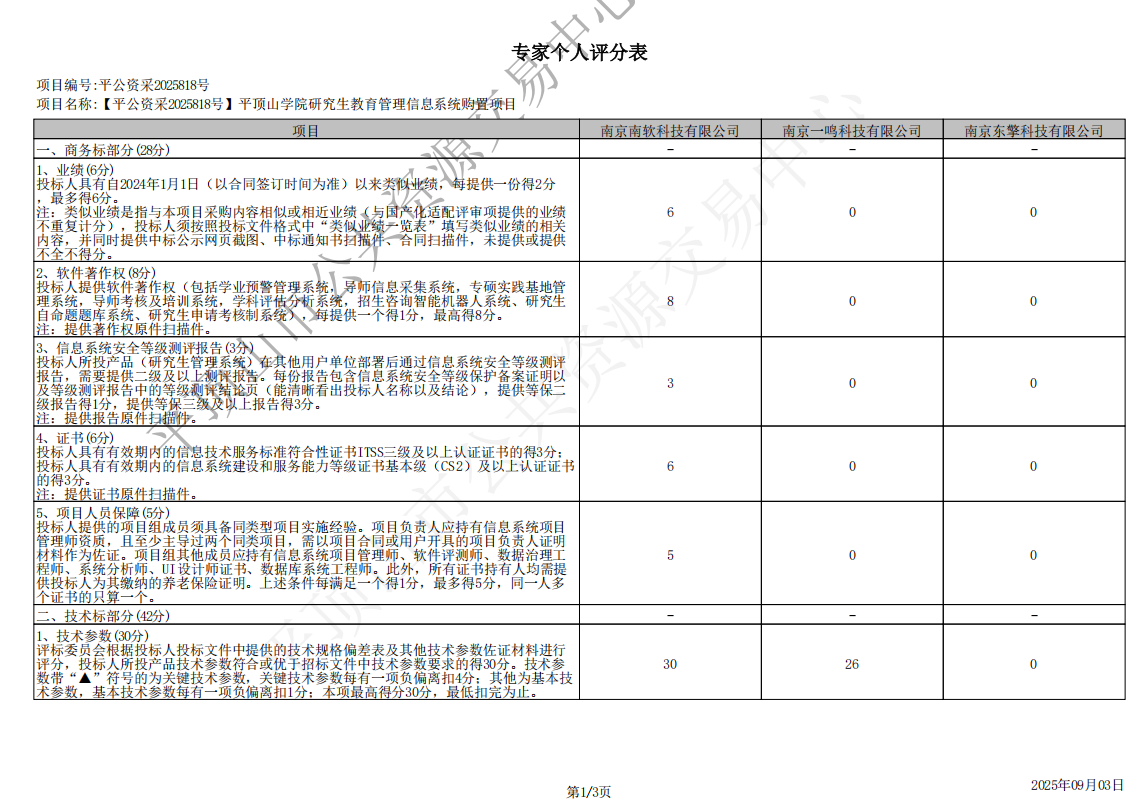 专家个人评分表
项目编号:平公资采2025818号
项目名称:【平公资采2025818号】平顶山学院研究生教育管理信息系统购置项目
项目 南京南软科技有限公司 南京一鸣科技有限公司 南京东擎科技有限公司
一、商务标部分(28分) – – –
1、业绩(6分)
投标人具有自2024年1月1日（以合同签订时间为准）以来类似业绩，每提供一份得2分
，最多得6分。
注：类似业绩是指与本项目采购内容相似或相近业绩（与国产化适配评审项提供的业绩
不重复计分），投标人须按照投标文件格式中“类似业绩一览表”填写类似业绩的相关
内容，并同时提供中标公示网页截图、中标通知书扫描件、合同扫描件，未提供或提供
不全不得分。
6 0 0
2、软件著作权(8分)
投标人提供软件著作权（包括学业预警管理系统，导师信息采集系统，专硕实践基地管
理系统，导师考核及培训系统，学科评估分析系统，招生咨询智能机器人系统、研究生
自命题题库系统、研究生申请考核制系统），每提供一个得1分，最高得8分。
注：提供著作权原件扫描件。
8 0 0
3、信息系统安全等级测评报告(3分)
投标人所投产品（研究生管理系统）在其他用户单位部署后通过信息系统安全等级测评
报告，需要提供二级及以上测评报告。每份报告包含信息系统安全等级保护备案证明以
及等级测评报告中的等级测评结论页（能清晰看出投标人名称以及结论），提供等保二
级报告得1分，提供等保三级及以上报告得3分。
注：提供报告原件扫描件。
3 0 0
4、证书(6分)
投标人具有有效期内的信息技术服务标准符合性证书ITSS三级及以上认证证书的得3分；
投标人具有有效期内的信息系统建设和服务能力等级证书基本级（CS2）及以上认证证书
的得3分。
注：提供证书原件扫描件。
6 0 0
5、项目人员保障(5分)
投标人提供的项目组成员须具备同类型项目实施经验。项目负责人应持有信息系统项目
管理师资质，且至少主导过两个同类项目，需以项目合同或用户开具的项目负责人证明
材料作为佐证。项目组其他成员应持有信息系统项目管理师、软件评测师、数据治理工
程师、系统分析师、UI设计师证书、数据库系统工程师。此外，所有证书持有人均需提
供投标人为其缴纳的养老保险证明。上述条件每满足一个得1分，最多得5分，同一人多
个证书的只算一个。
5 0 0
二、技术标部分(42分) – – –
1、技术参数(30分)
评标委员会根据投标人投标文件中提供的技术规格偏差表及其他技术参数佐证材料进行
评分，投标人所投产品技术参数符合或优于招标文件中技术参数要求的得30分。技术参
数带“▲”符号的为关键技术参数，关键技术参数每有一项负偏离扣4分；其他为基本技
术参数，基本技术参数每有一项负偏离扣1分；本项最高得分30分，最低扣完为止。
30 26 0
平顶山市公共资源交易中心
平顶山市公共资源交易中心
第1/3页
2025年09月03日